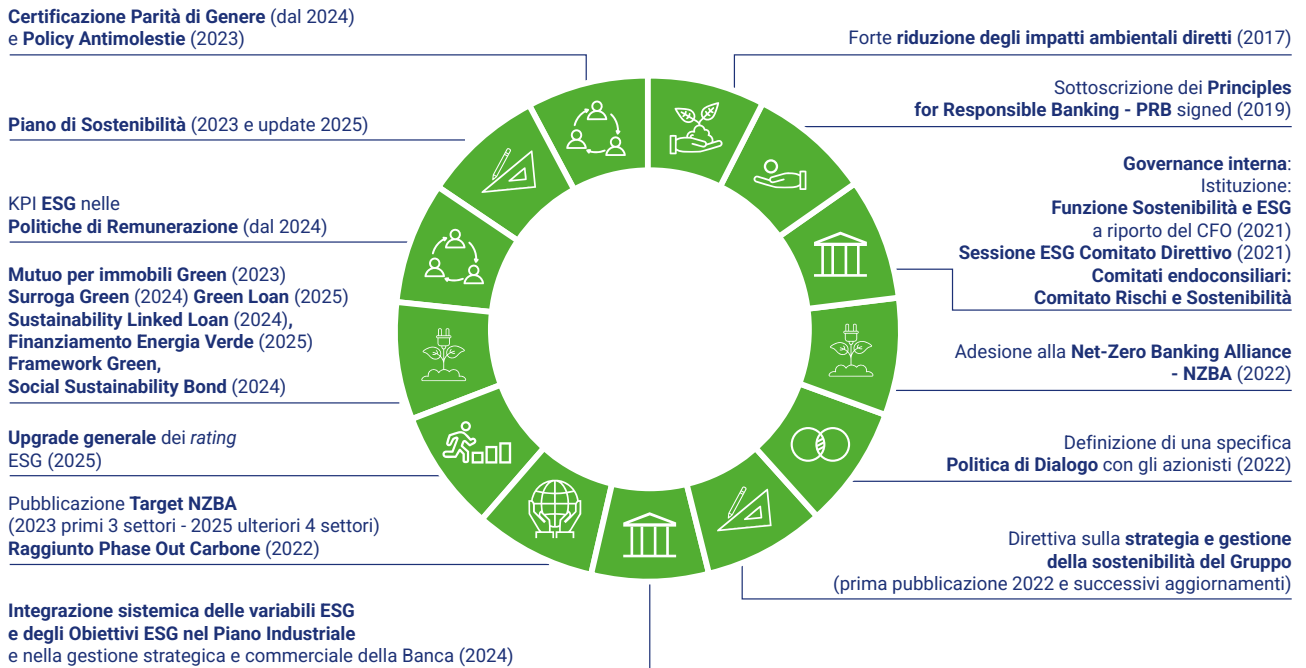 Certificazione Parità di Genere (dal 2024)
e Policy Antimolestie (2023)
Piano di Sostenibilità (2023 e update 2025)
KPI ESG nelle
Politiche di Remunerazione (dal 2024)
Mutuo per immobili Green (2023)
Surroga Green (2024) Green Loan (2025)
Sustainability Linked Loan (2024),
Finanziamento Energia Verde (2025)
Framework Green,
Social Sustainability Bond (2024)
Upgrade generale dei rating
ESG (2025)
Pubblicazione Target NZBA
(2023 primi 3 settori - 2025 ulteriori 4 settori)
Raggiunto Phase Out Carbone (2022)
Integrazione sistemica delle variabili ESG
e degli Obiettivi ESG nel Piano Industriale
e nella gestione strategica e commerciale della Banca (2024)
Forte riduzione degli impatti ambientali diretti (2017)
Sottoscrizione dei Principles
for Responsible Banking - PRB signed (2019)
Governance interna:
Istituzione:
Funzione Sostenibilità e ESG
a riporto del CFO (2021)
Sessione ESG Comitato Direttivo (2021)
Comitati endoconsiliari:
Comitato Rischi e Sostenibilità
Adesione alla Net-Zero Banking Alliance
- NZBA (2022)
Definizione di una specifica
Politica di Dialogo con gli azionisti (2022)
Direttiva sulla strategia e gestione
della sostenibilità del Gruppo
(prima pubblicazione 2022 e successivi aggiornamenti)